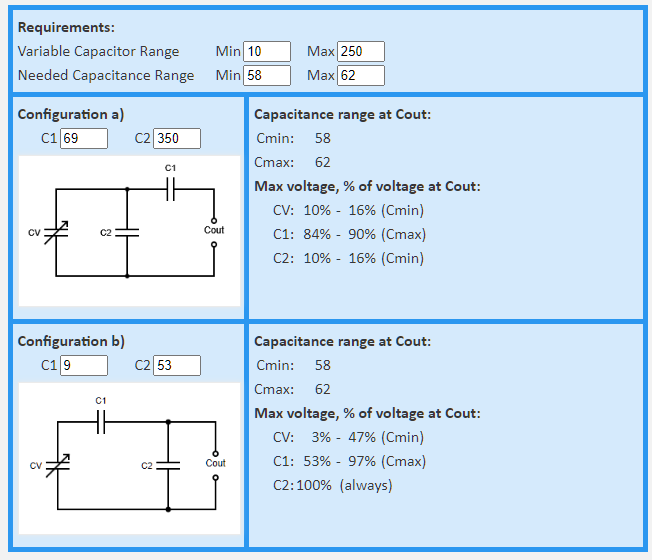 Requirements:
Variable Capacitor Range Min 10 Max 250
Needed Capacitance Range Min 58 Max 62
Configuration a)
C1 69 C2 350
C1
CV
C2
Cout
Capacitance range at Cout:
Cmin: 58
Cmax: 62
Max voltage, % of voltage at Cout:
CV: 10% - 16% (Cmin)
C1: 84% - 90% (Cmax)
C2: 10% - 16% (Cmin)
Configuration b)
C1 9 C2 53
C1
CV
C2
Cout
Capacitance range at Cout:
Cmin: 58
Cmax: 62
Max voltage, % of voltage at Cout:
CV: 3% - 47% (Cmin)
C1: 53% - 97% (Cmax)
C2:100% (always)